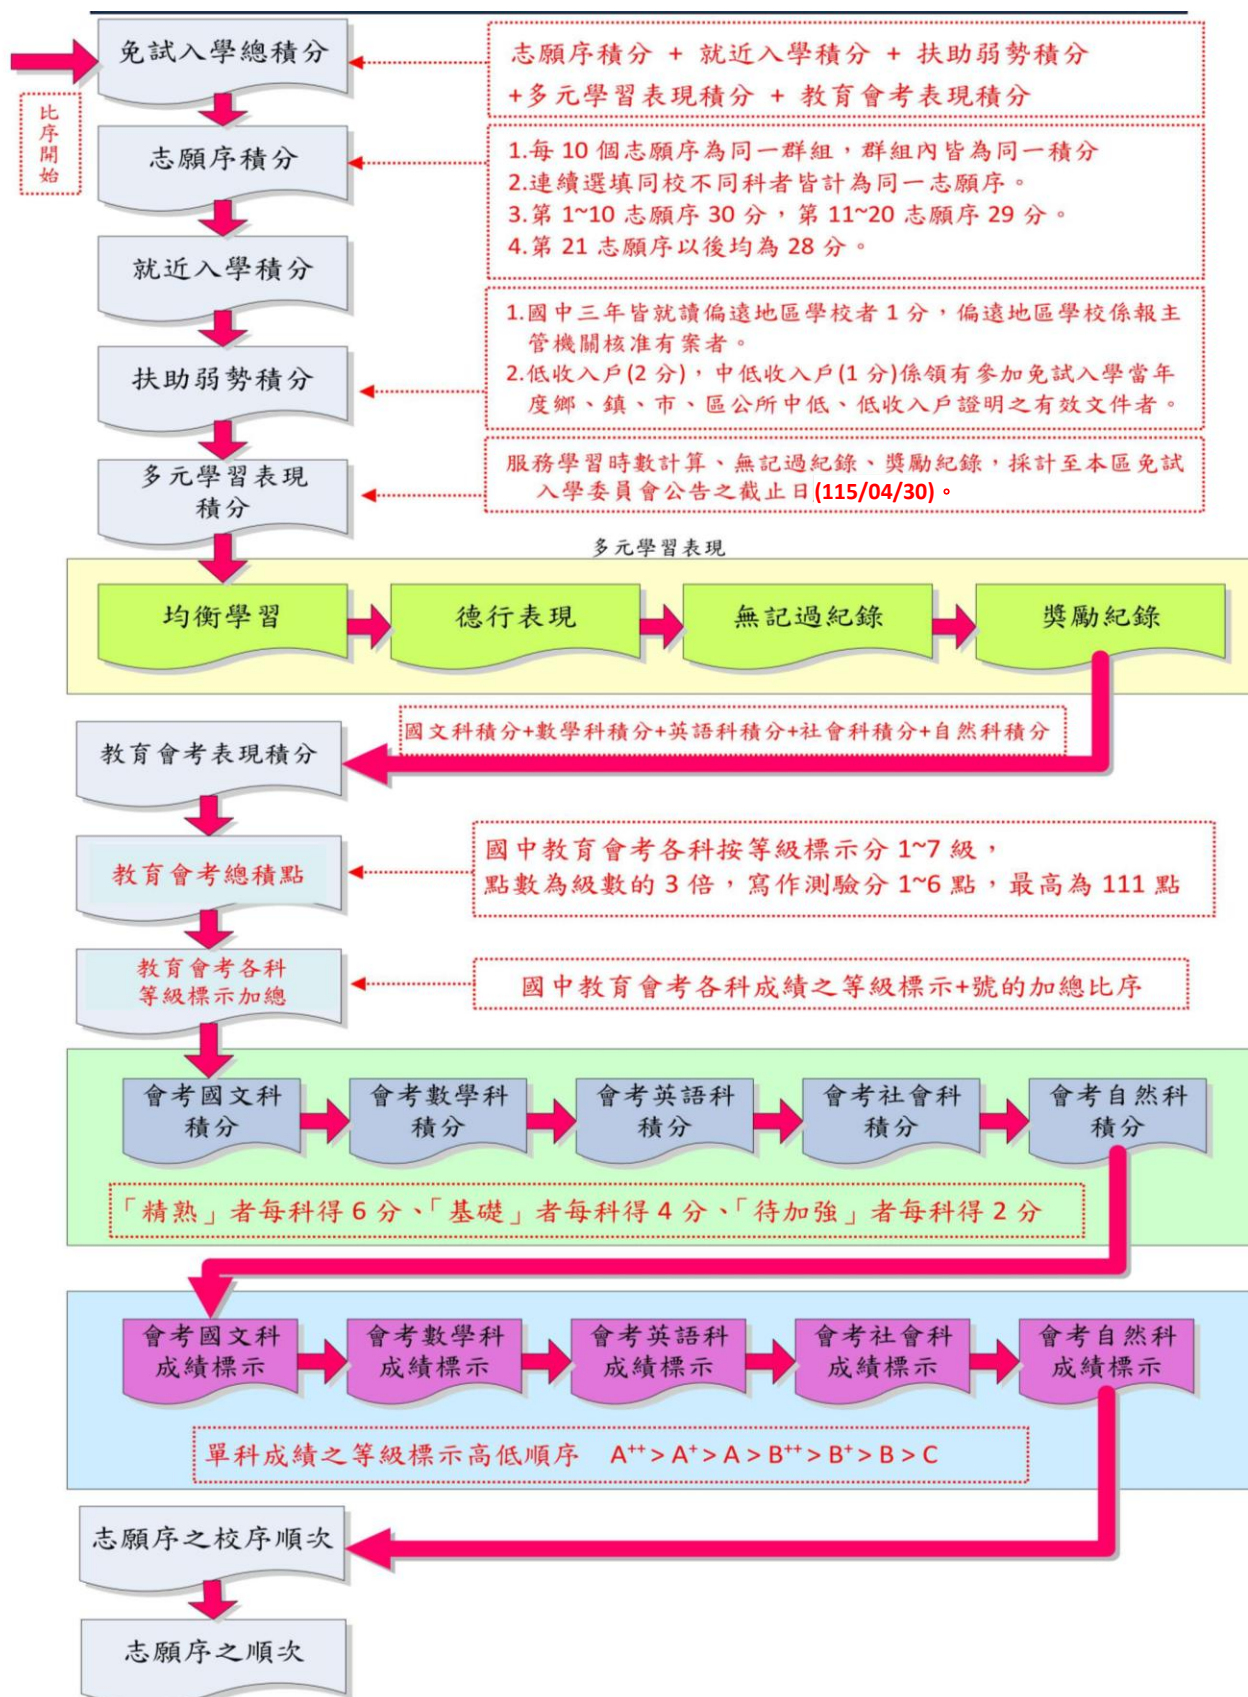 免試入學總積分
志願序積分 + 就近入學積分 + 扶助弱勢積分
+多元學習表現積分 + 教育會考表現積分
比序開始
志願序積分
1.每 10 個志願序為同一群組，群組內皆為同一積分
2.連續選填同校不同科者皆計為同一志願序。
3.第 1~10 志願序 30 分，第 11~20 志願序 29 分。
4.第 21 志願序以後均為 28 分。
就近入學積分
扶助弱勢積分
1.國中三年皆就讀偏遠地區學校者 1 分，偏遠地區學校係報主
管機關核准有案者。
2.低收入戶(2 分)，中低收入戶(1 分)係領有參加免試入學當年
度鄉、鎮、市、區公所中低、低收入戶證明之有效文件者。
多元學習表現
積分
服務學習時數計算、無記過紀錄、獎勵紀錄，採計至本區免試
入學委員會公告之截止日(115/04/30)。
多元學習表現
均衡學習
德行表現
無記過紀錄
獎勵紀錄
國文科積分+數學科積分+英語科積分+社會科積分+自然科積分
教育會考表現積分
教育會考總積點
國中教育會考各科按等級標示分 1~7 級，
點數為級數的 3 倍，寫作測驗分 1~6 點，最高為 111 點
教育會考各科
等級標示加總
國中教育會考各科成績之等級標示+號的加總比序
會考國文科
積分
會考數學科
積分
會考英語科
積分
會考社會科
積分
會考自然科
積分
「精熟」者每科得 6 分、「基礎」者每科得 4 分、「待加強」者每科得 2 分
會考國文科
成績標示
會考數學科
成績標示
會考英語科
成績標示
會考社會科
成績標示
會考自然科
成績標示
單科成績之等級標示高低順序 A⁺⁺ > A⁺ > A > B⁺⁺ > B⁺ > B > C
志願序之校序順次
志願序之順次